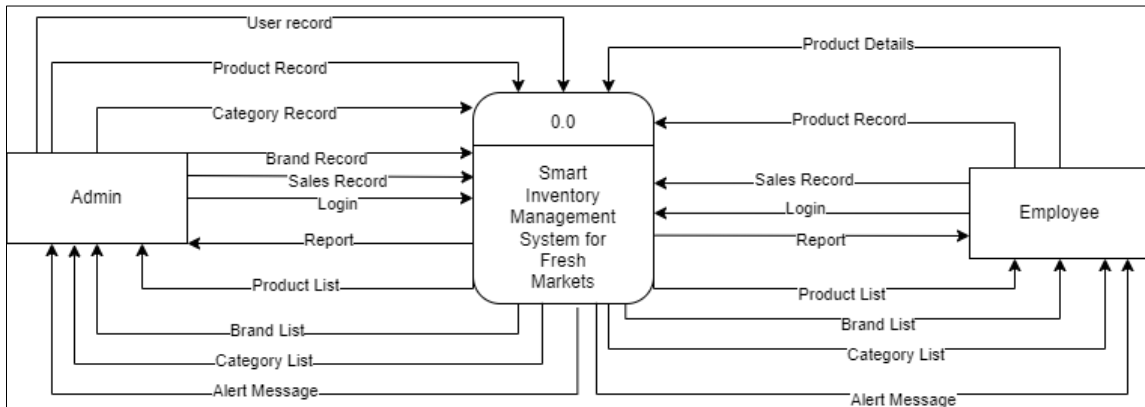 User record
Product Details
Product Record
Category Record
0.0
Product Record
Brand Record
Sales Record
Login
Admin
Smart
Inventory
Management
System for
Fresh
Markets
Sales Record
Login
Employee
Report
Report
Product List
Product List
Brand List
Brand List
Category List
Category List
Alert Message
Alert Message